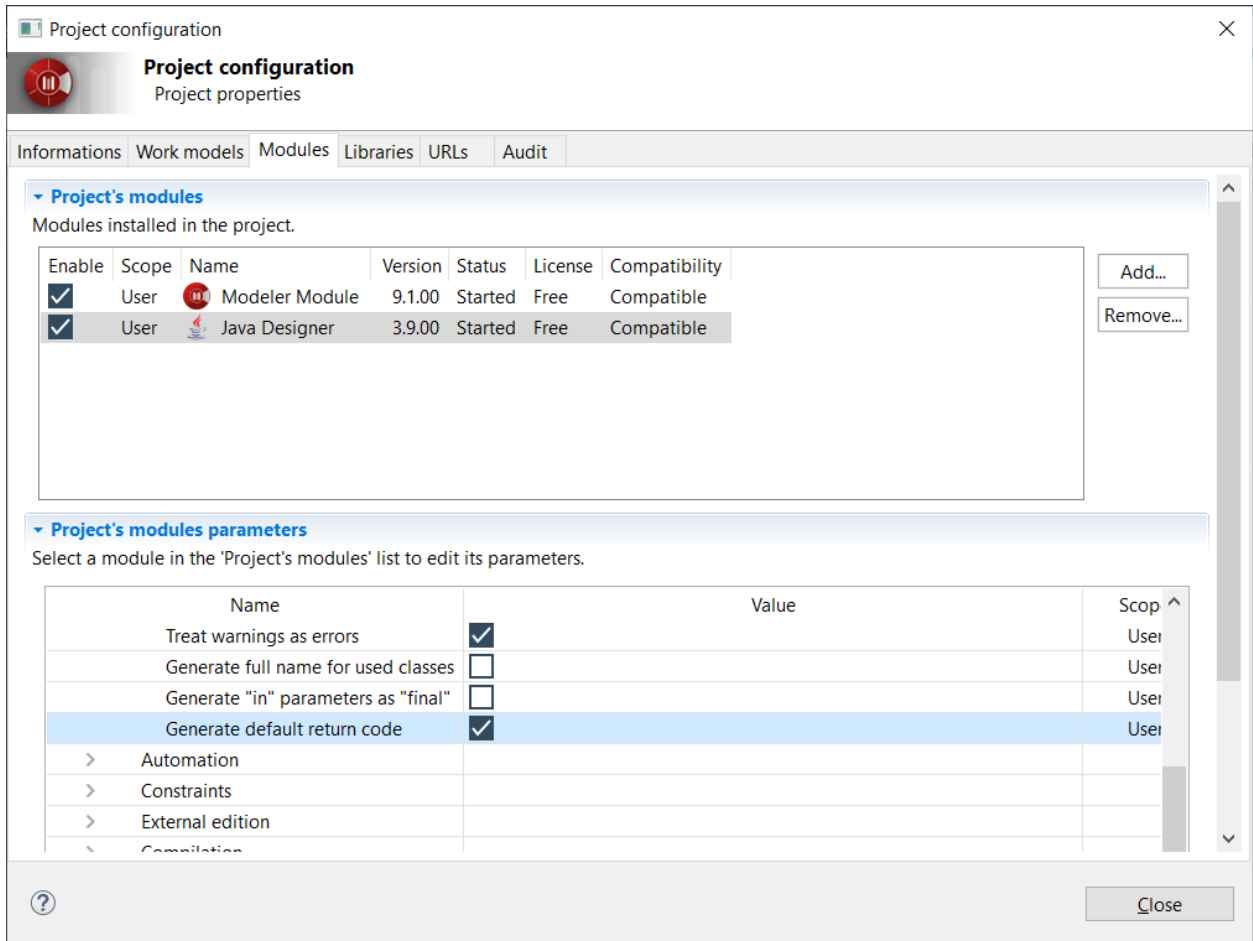 Project configuration
Project configuration
Project properties
Informations Work models Modules Libraries URLs Audit
Project's modules
Modules installed in the project.
Enable Scope Name Version Status License Compatibility
User Modeler Module 9.1.00 Started Free Compatible
User Java Designer 3.9.00 Started Free Compatible
Add...
Remove...
Project's modules parameters
Select a module in the 'Project's modules' list to edit its parameters.
Name Value Scop
Treat warnings as errors User
Generate full name for used classes User
Generate "in" parameters as "final" User
Generate default return code User
Automation
Constraints
External edition
Compilation
Close